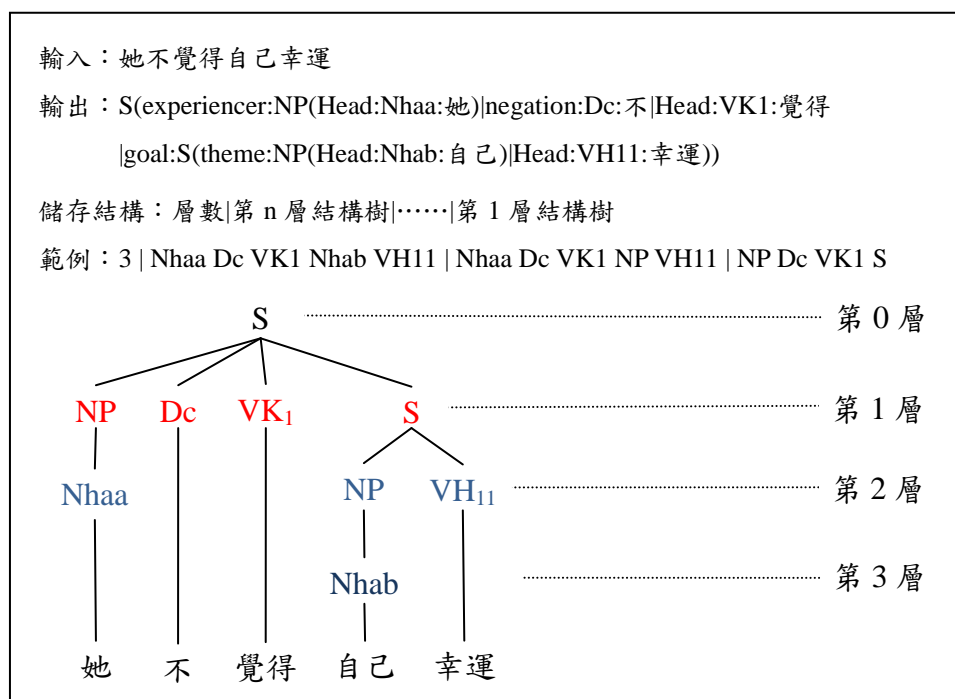 輸入：她不覺得自己幸運
輸出：S(experiencer:NP(Head:Nhaa:她)|negation:Dc:不|Head:VK1:覺得
|goal:S(theme:NP(Head:Nhab:自己)|Head:VH11:幸運))
儲存結構：層數|第 n 層結構樹|……|第 1 層結構樹
範例：3 | Nhaa Dc VK1 Nhab VH11 | Nhaa Dc VK1 NP VH11 | NP Dc VK1 S
S 第 0 層
NP Dc VK₁ S 第 1 層
Nhaa NP VH₁₁ 第 2 層
Nhab 第 3 層
她 不 覺得 自己 幸運